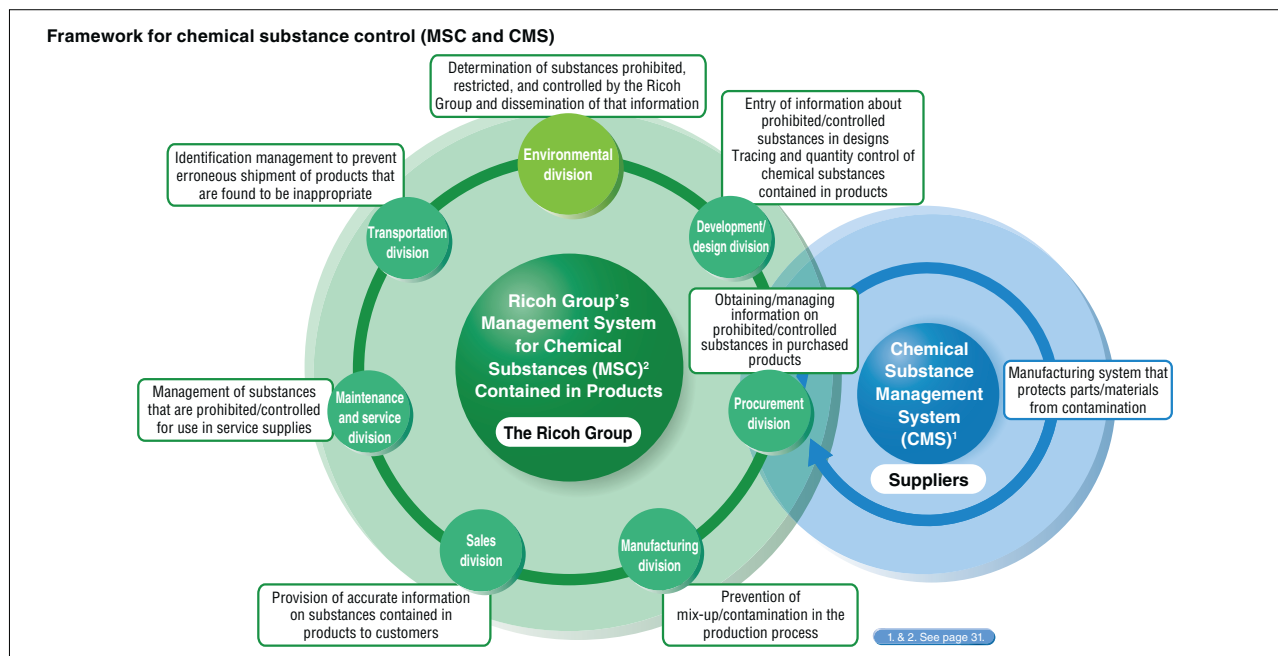 Framework for chemical substance control (MSC and CMS)
Determination of substances prohibited,
restricted, and controlled by the Ricoh
Group and dissemination of that information
Environmental
division
Entry of information about
prohibited/controlled
substances in designs
Tracing and quantity control of
chemical substances
contained in products
Development/
design division
Identification management to prevent
erroneous shipment of products that
are found to be inappropriate
Transportation
division
Ricoh Group's
Management System
for Chemical
Substances (MSC)²
Contained in Products
The Ricoh Group
Obtaining/managing
information on
prohibited/controlled
substances in purchased
products
Procurement
division
Chemical
Substance
Management
System
(CMS)¹
Suppliers
Manufacturing system that
protects parts/materials
from contamination
Management of substances
that are prohibited/controlled
for use in service supplies
Maintenance
and service
division
Sales
division
Manufacturing
division
Provision of accurate information
on substances contained in
products to customers
Prevention of
mix-up/contamination in the
production process
1. & 2. See page 31.